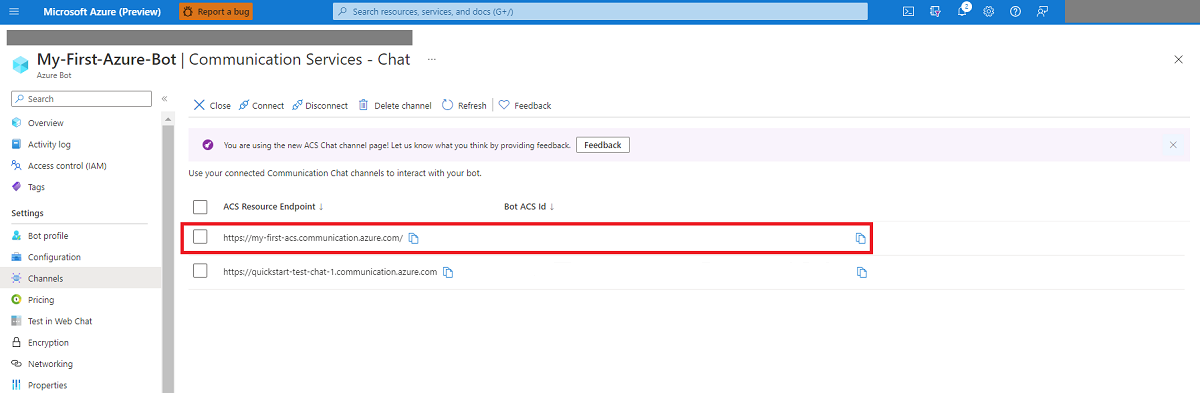 Microsoft Azure (Preview) Report a bug Search resources, services, and docs (G+/) 2
My-First-Azure-Bot | Communication Services - Chat ...
Azure Bot
Search «
Close Connect Disconnect Delete channel Refresh Feedback
Overview
Activity log
Access control (IAM)
Tags
Settings
Bot profile
Configuration
Channels
Pricing
Test in Web Chat
Encryption
Networking
Properties
You are using the new ACS Chat channel page! Let us know what you think by providing feedback. Feedback
Use your connected Communication Chat channels to interact with your bot.
ACS Resource Endpoint ↓ Bot ACS Id ↓
https://my-first-acs.communication.azure.com/
https://quickstart-test-chat-1.communication.azure.com